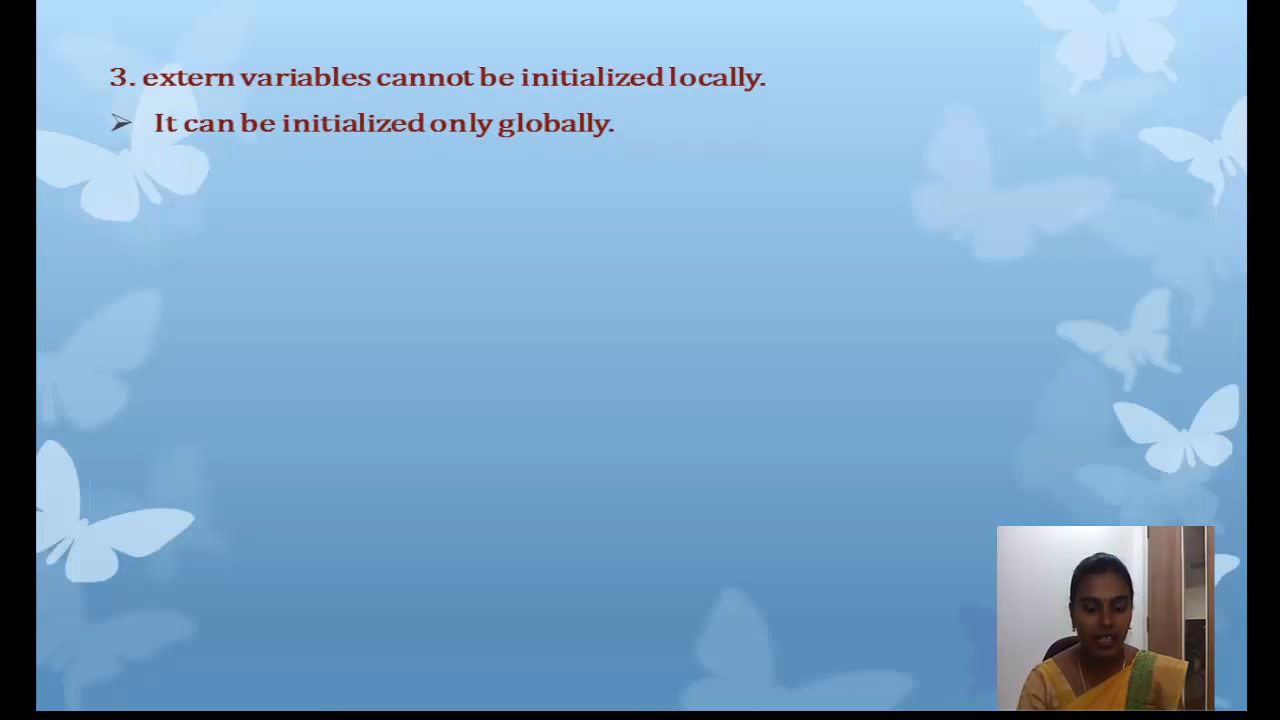 3. extern variables cannot be initialized locally.
➢ It can be initialized only globally.